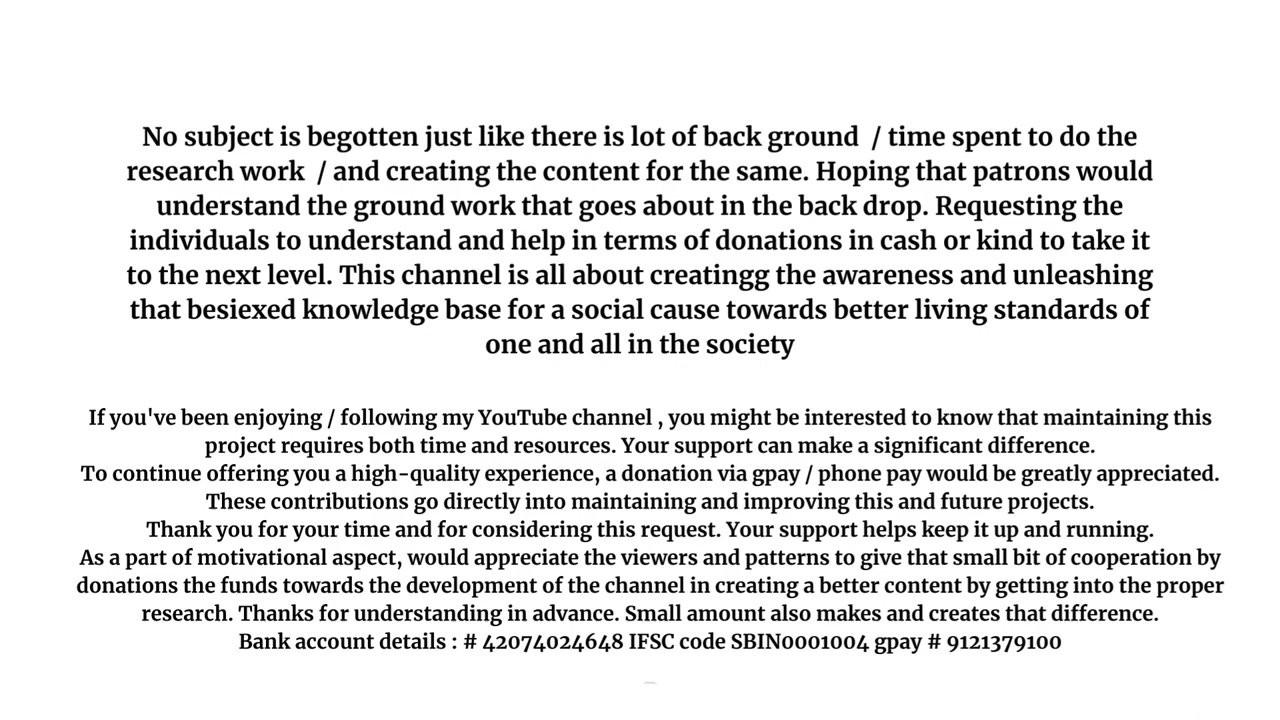 No subject is begotten just like there is lot of back ground / time spent to do the
research work / and creating the content for the same. Hoping that patrons would
understand the ground work that goes about in the back drop. Requesting the
individuals to understand and help in terms of donations in cash or kind to take it
to the next level. This channel is all about creatingg the awareness and unleashing
that besiexed knowledge base for a social cause towards better living standards of
one and all in the society
If you've been enjoying / following my YouTube channel , you might be interested to know that maintaining this
project requires both time and resources. Your support can make a significant difference.
To continue offering you a high-quality experience, a donation via gpay / phone pay would be greatly appreciated.
These contributions go directly into maintaining and improving this and future projects.
Thank you for your time and for considering this request. Your support helps keep it up and running.
As a part of motivational aspect, would appreciate the viewers and patterns to give that small bit of cooperation by
donations the funds towards the development of the channel in creating a better content by getting into the proper
research. Thanks for understanding in advance. Small amount also makes and creates that difference.
Bank account details : # 42074024648 IFSC code SBIN0001004 gpay # 9121379100